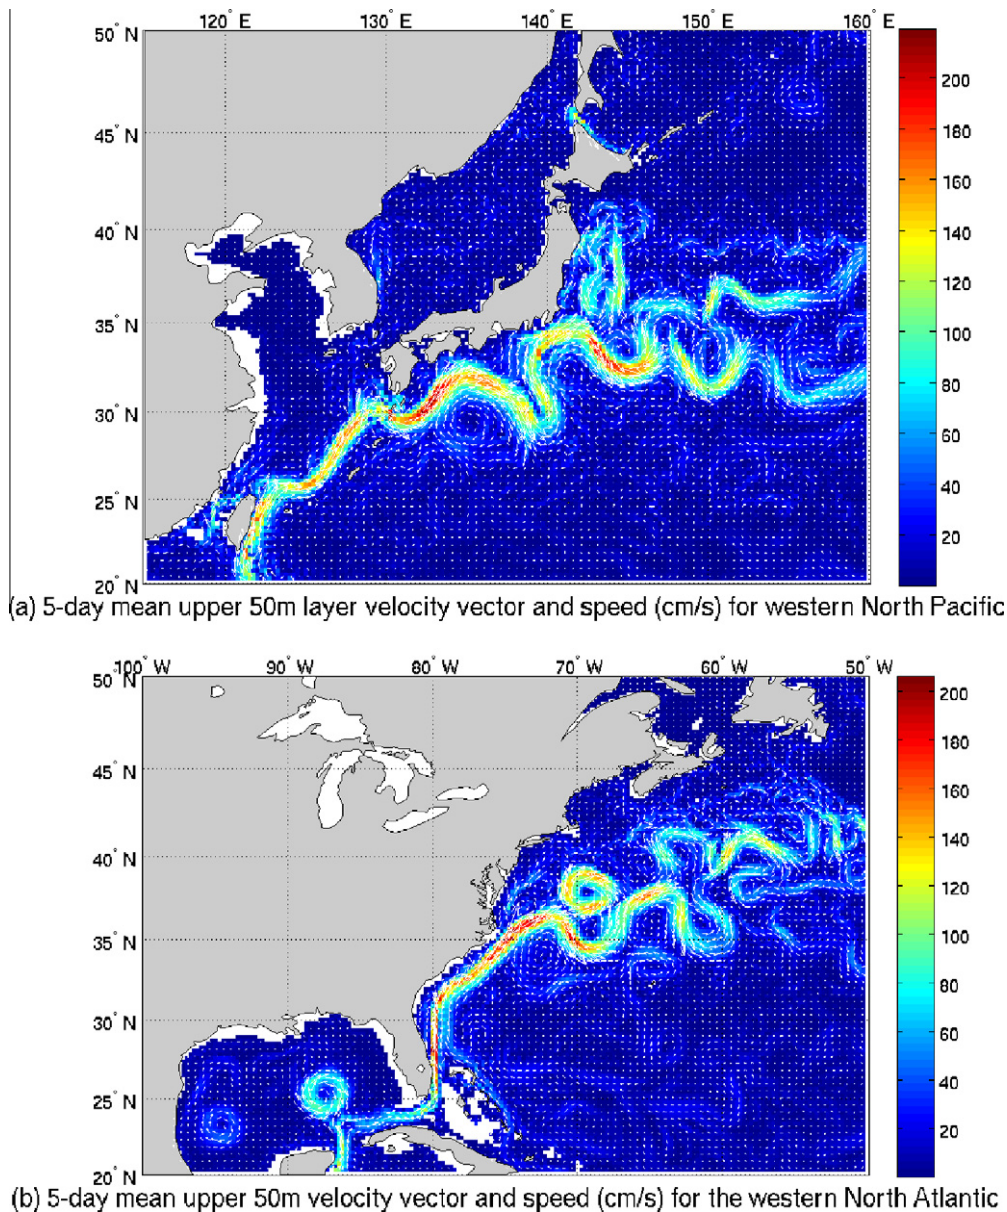 120° E 130° E 140° E 150° E 160° E
50° N
45° N
40° N
35° N
30° N
25° N
20° N
200
180
160
140
120
100
80
60
40
20
(a) 5-day mean upper 50m layer velocity vector and speed (cm/s) for western North Pacific
100° W 90° W 80° W 70° W 60° W 50° W
50° N
45° N
40° N
35° N
30° N
25° N
20° N
200
180
160
140
120
100
80
60
40
20
(b) 5-day mean upper 50m velocity vector and speed (cm/s) for the western North Atlantic